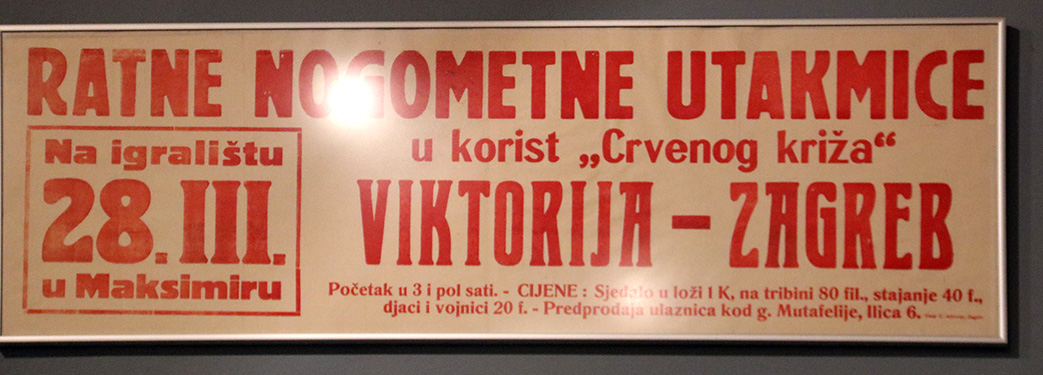 RATNE NOGOMETNE UTAKMICE
Na igralištu
28. III.
u Maksimiru
u korist „Crvenog križa“
VIKTORIJA – ZAGREB
Početak u 3 i pol sati. - CIJENE : Sjedalo u loži 1 K, na tribini 80 fil., stajanje 40 f.,
djaci i vojnici 20 f. - Predprodaja ulaznica kod g. Mutafelije, Ilica 6.